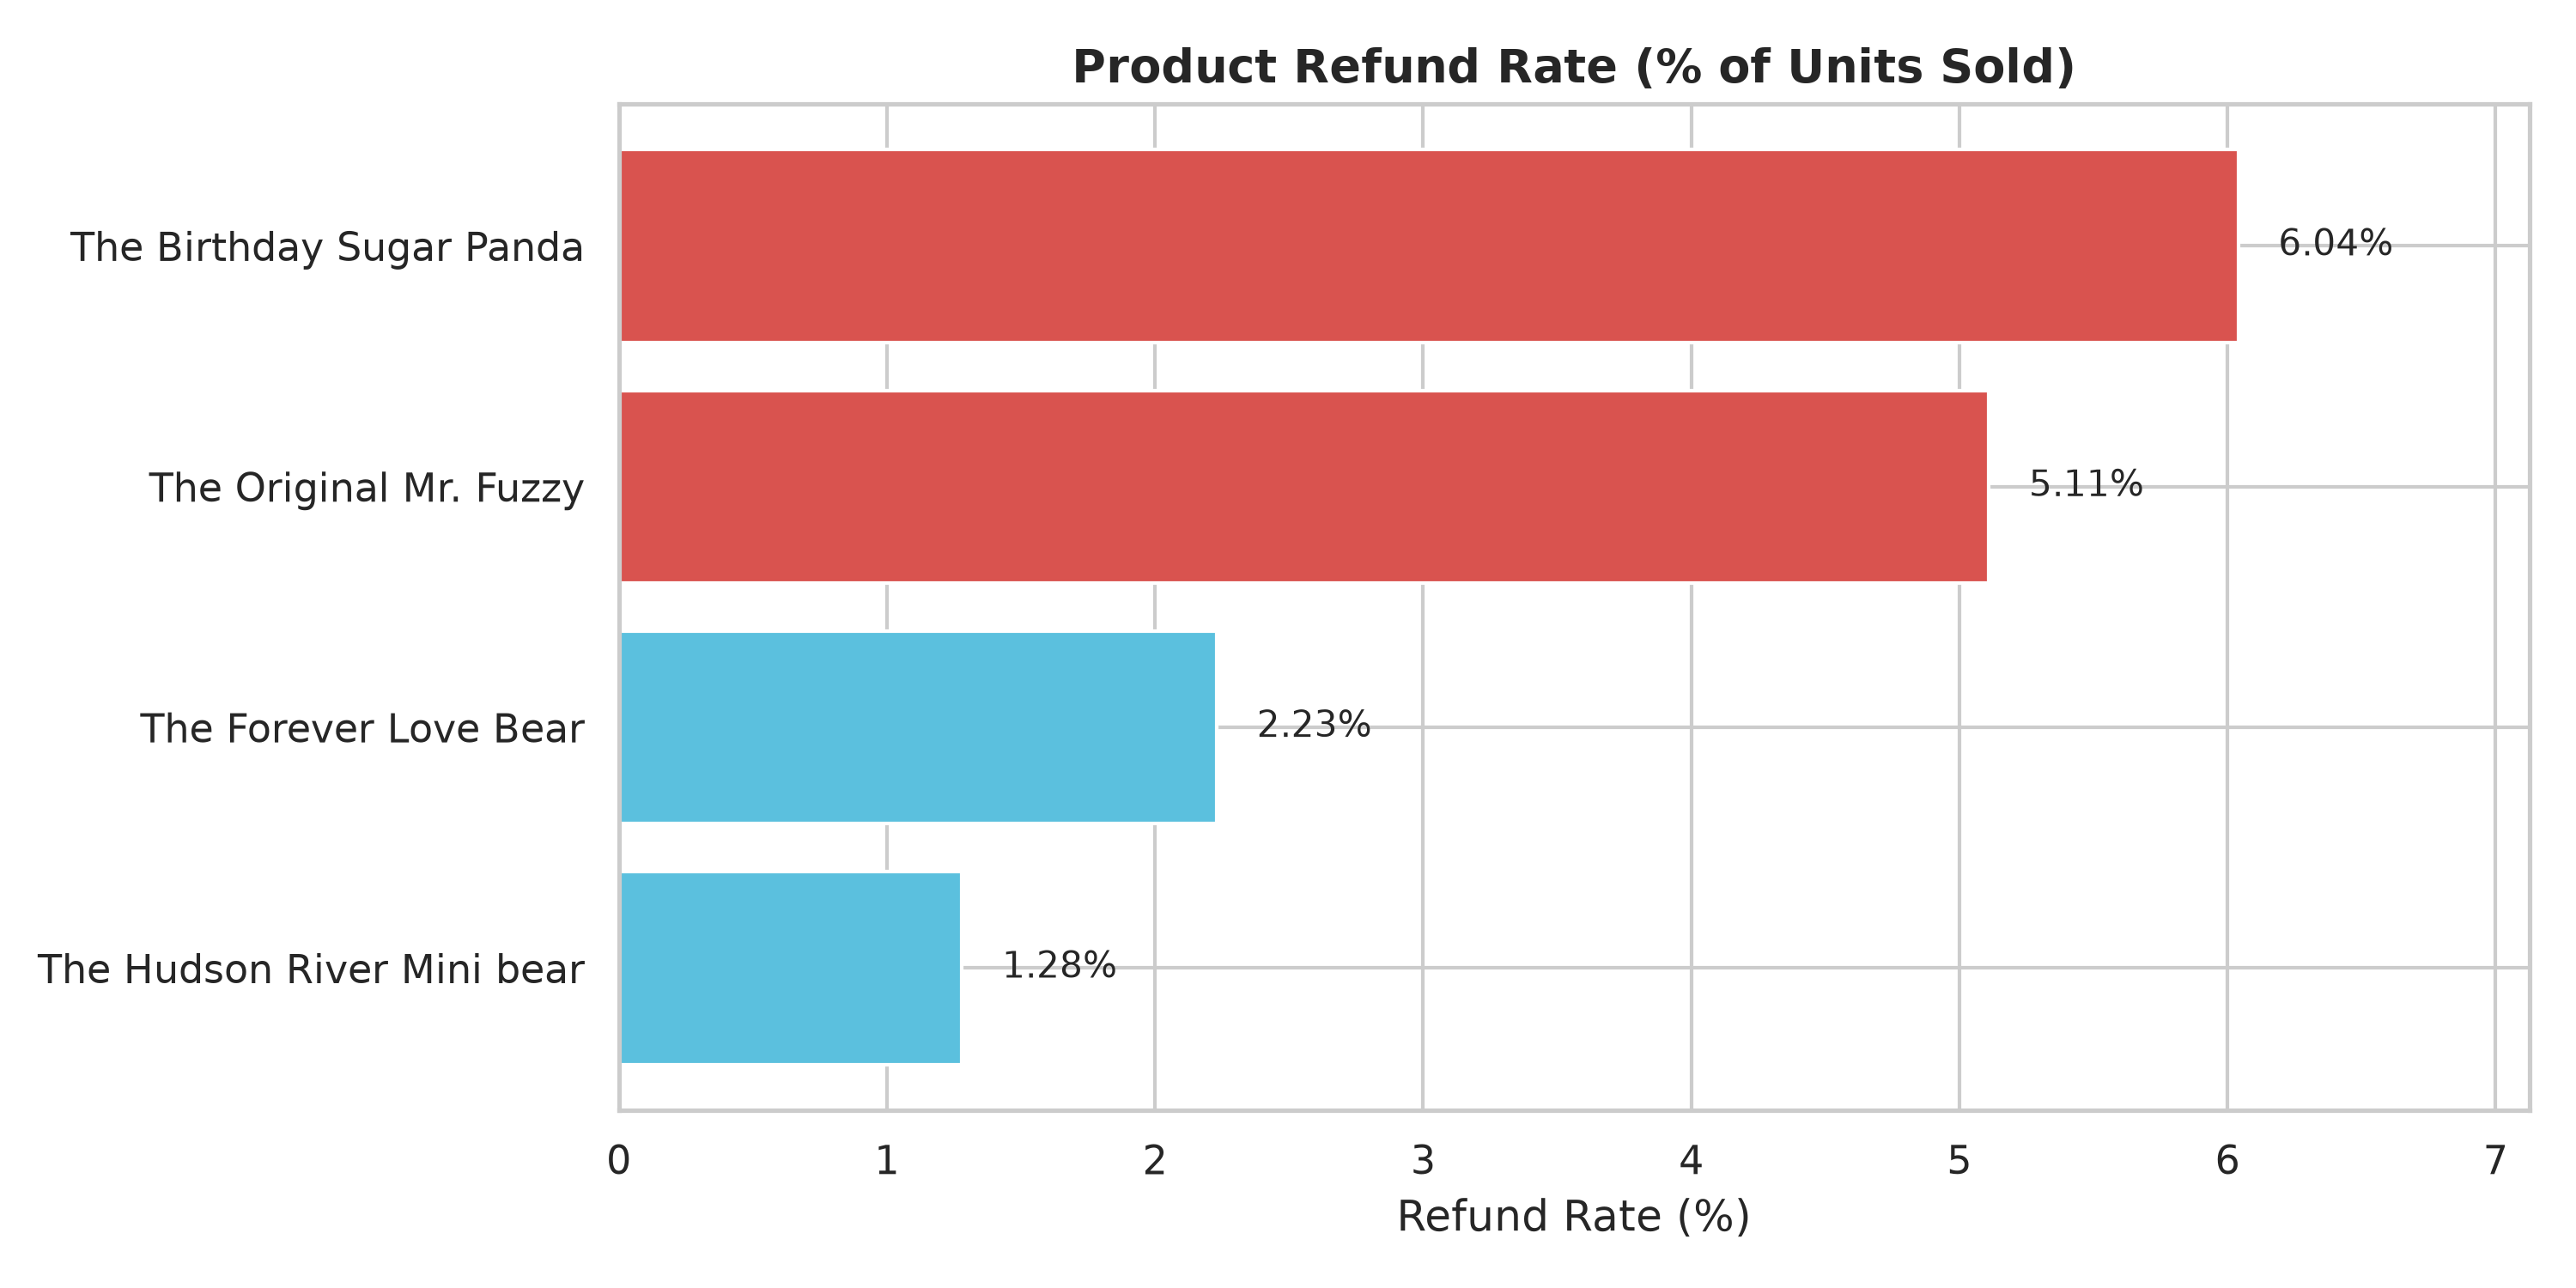 Product Refund Rate (% of Units Sold)
The Birthday Sugar Panda
6.04%
The Original Mr. Fuzzy
5.11%
The Forever Love Bear
2.23%
The Hudson River Mini bear
1.28%
0 1 2 3 4 5 6 7
Refund Rate (%)